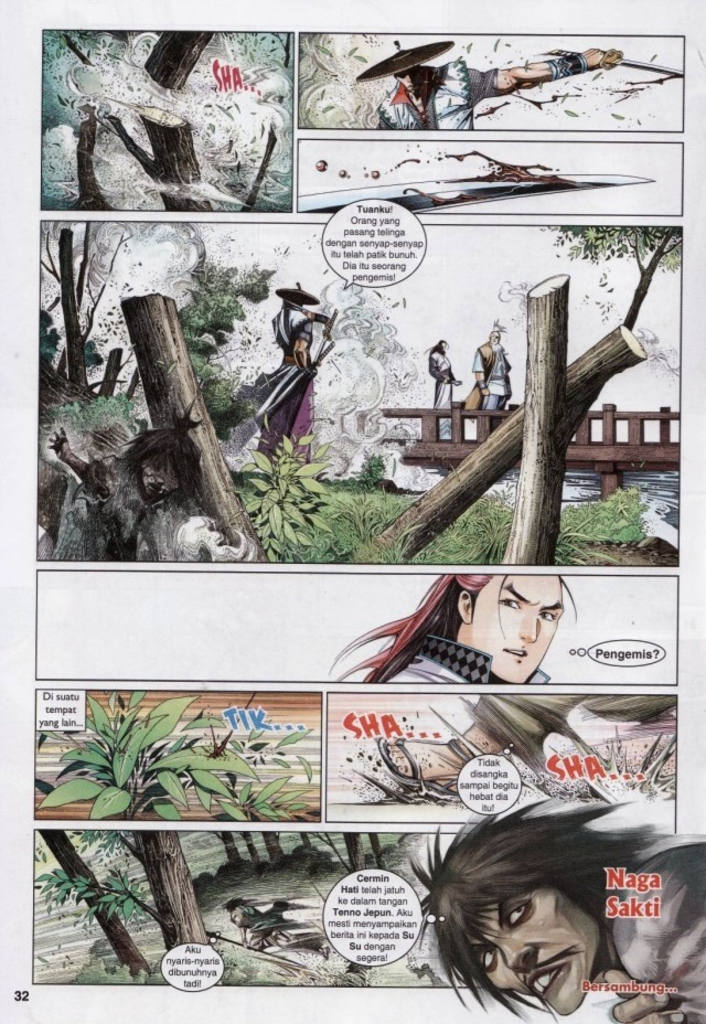 SHA...
Tuanku!
Orang yang
pasang telinga
dengan senyap-senyap
itu telah patik bunuh.
Dia itu seorang
pengemis!
Pengemis?
Di suatu
tempat
yang lain...
TIK...
SHA...
Tidak
disangka
sampai begitu
hebat dia
itu!
SHA...
Aku
nyaris-nyaris
dibunuhnya
tadi!
Cermin
Hati telah jatuh
ke dalam tangan
Tenno Jepun. Aku
mesti menyampaikan
berita ini kepada Su
Su dengan
segera!
Naga
Sakti
Bersambung...
32